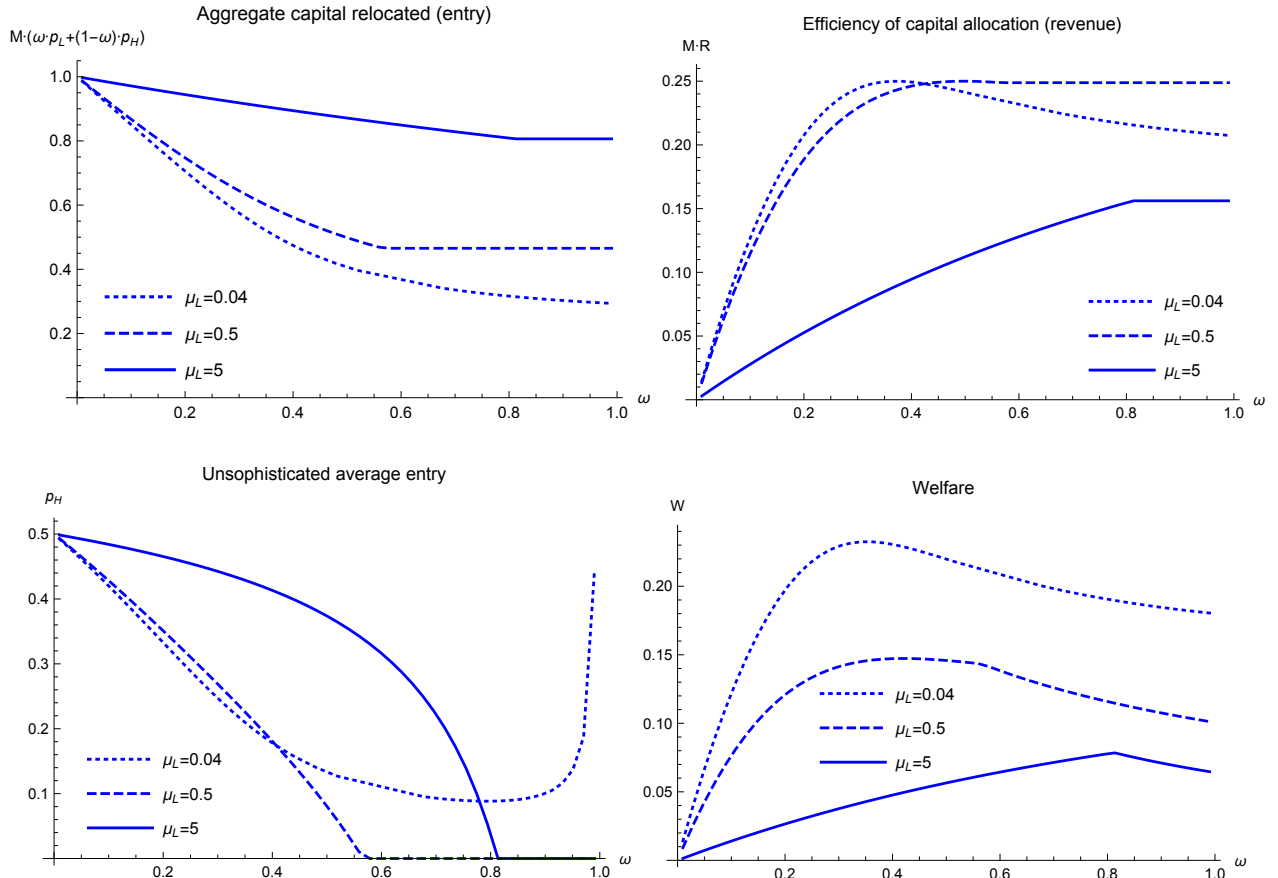 Aggregate capital relocated (entry)
M·(ω·p_L+(1−ω)·p_H)
1.0
0.8
0.6
0.4
0.2
μ_L=0.04
μ_L=0.5
μ_L=5
0.2 0.4 0.6 0.8 1.0 ω
Efficiency of capital allocation (revenue)
M·R
0.25
0.20
0.15
0.10
0.05
μ_L=0.04
μ_L=0.5
μ_L=5
0.2 0.4 0.6 0.8 1.0 ω
Unsophisticated average entry
p_H
0.5
0.4
0.3
0.2
0.1
μ_L=0.04
μ_L=0.5
μ_L=5
0.2 0.4 0.6 0.8 1.0 ω
Welfare
W
0.20
0.15
0.10
0.05
μ_L=0.04
μ_L=0.5
μ_L=5
0.2 0.4 0.6 0.8 1.0 ω